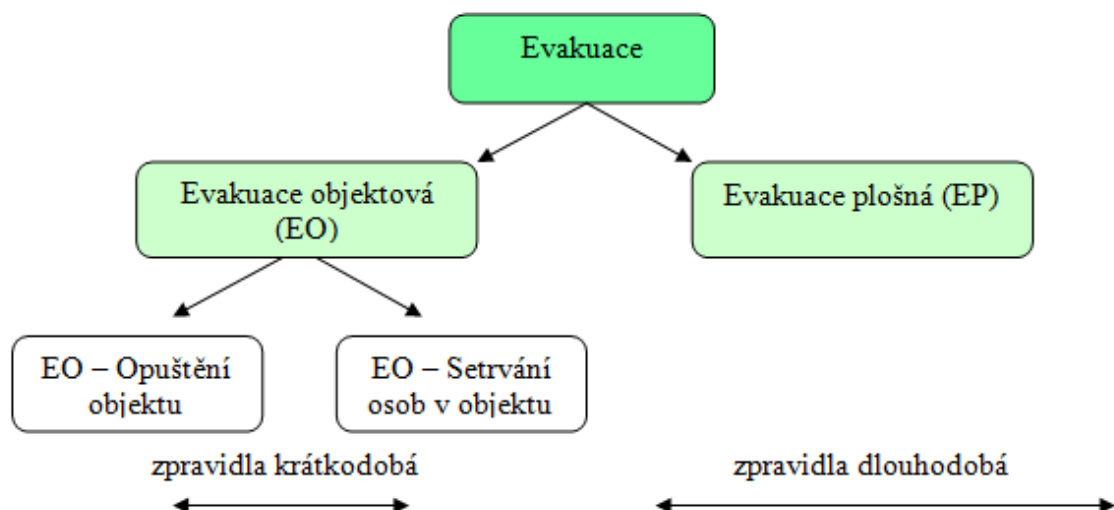 Evakuace
Evakuace objektová
(EO)
Evakuace plošná (EP)
EO – Opuštění
objektu
EO – Setrvání
osob v objektu
zpravidla krátkodobá
zpravidla dlouhodobá